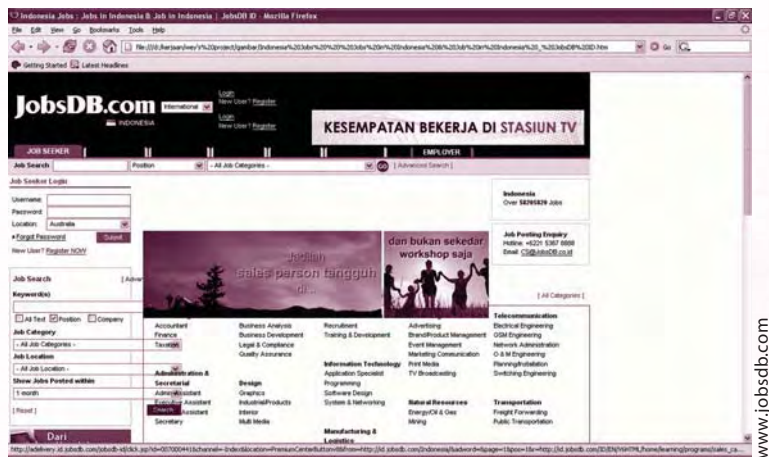 Indonesia Jobs : Jobs in Indonesia & Job in Indonesia | JobsDB ID - Mozilla Firefox
File Edit View Go Bookmarks Tools Help
Go
Getting Started Latest Headlines
JobsDB.com
INDONESIA
International
Login
New User? Register
Login
New User? Register
KESEMPATAN BEKERJA DI STASIUN TV
JOB SEEKER
EMPLOYER
Job Search
Position
- All Job Categories -
GO
[ Advanced Search ]
Job Seeker Login
Username:
Password:
Location: Australia
Forgot Password
Submit
New User? Register NOW
Indonesia
Over 58205820 Jobs
Job Posting Enquiry
Hotline: +6221 5367 8888
Email: CS@JobsDB.co.id
Jadilah
sales person tangguh
di...
dan bukan sekedar
workshop saja
Job Search
Keyword(s)
All Text Position Company
Job Category
- All Job Categories -
Job Location
- All Job Location -
Show Jobs Posted within
1 month
[ Reset ]
Search
Dari
[ All Categories ]
Accountant
Finance
Taxation
Administration &
Secretarial
Admin Assistant
Executive Assistant
Assistant
Secretary
Business Analysis
Business Development
Legal & Compliance
Quality Assurance
Design
Graphics
Industrial/Products
Interior
Multi Media
Recruitment
Training & Development
Information Technology
Application Specialist
Programming
Software Design
System & Networking
Manufacturing &
Logistics
Advertising
Brand/Product Management
Event Management
Marketing Communication
Print Media
TV Broadcasting
Natural Resources
Energy/Oil & Gas
Mining
Telecommunication
Electrical Engineering
GSM Engineering
Network Administration
O & M Engineering
Planning/Installation
Switching Engineering
Transportation
Freight Forwarding
Public Transportation
www.jobsdb.com